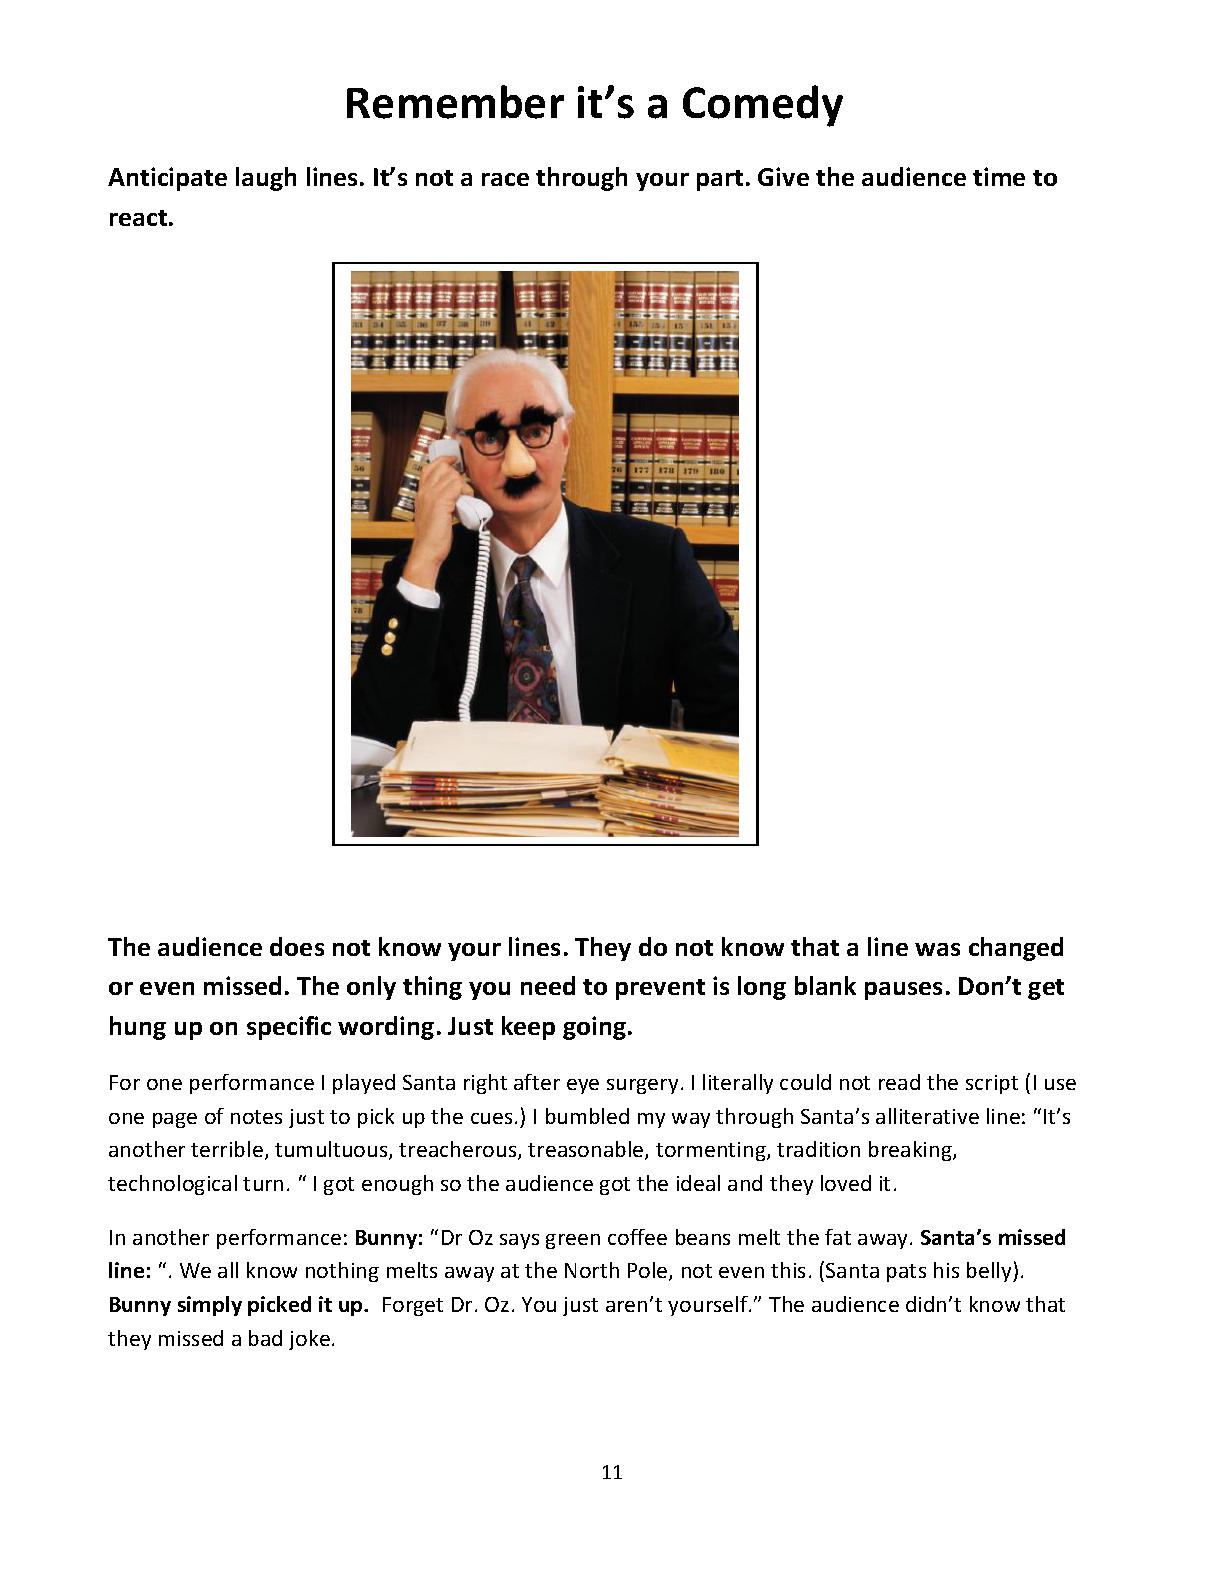 Remember it’s a Comedy
Anticipate laugh lines. It’s not a race through your part. Give the audience time to
react.
The audience does not know your lines. They do not know that a line was changed
or even missed. The only thing you need to prevent is long blank pauses. Don’t get
hung up on specific wording. Just keep going.
For one performance I played Santa right after eye surgery. I literally could not read the script (I use
one page of notes just to pick up the cues.) I bumbled my way through Santa’s alliterative line: “It’s
another terrible, tumultuous, treacherous, treasonable, tormenting, tradition breaking,
technological turn. “ I got enough so the audience got the ideal and they loved it.
In another performance: Bunny: “Dr Oz says green coffee beans melt the fat away. Santa’s missed
line: “. We all know nothing melts away at the North Pole, not even this. (Santa pats his belly).
Bunny simply picked it up.  Forget Dr. Oz. You just aren’t yourself.” The audience didn’t know that
they missed a bad joke.
11